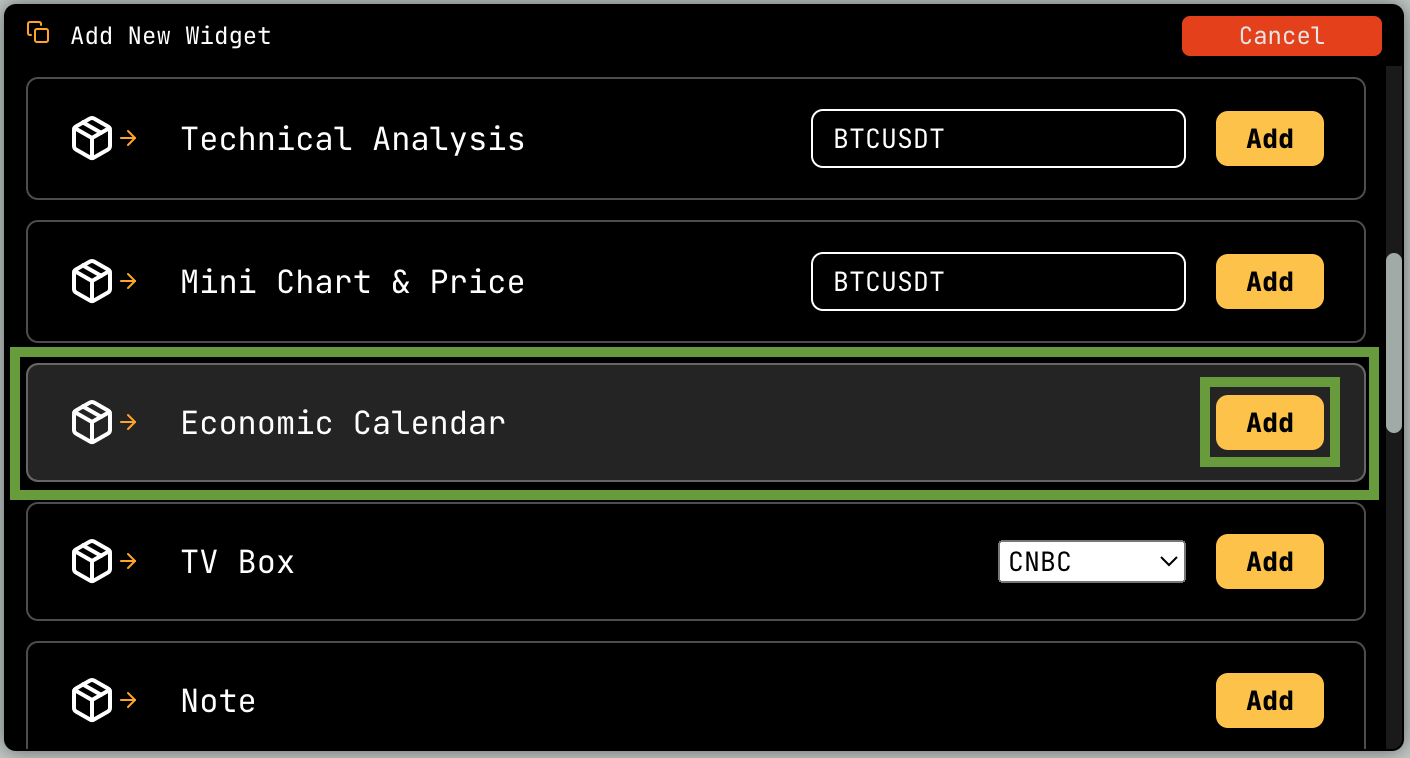 Add New Widget Cancel
Technical Analysis BTCUSDT Add
Mini Chart & Price BTCUSDT Add
Economic Calendar Add
TV Box CNBC Add
Note Add